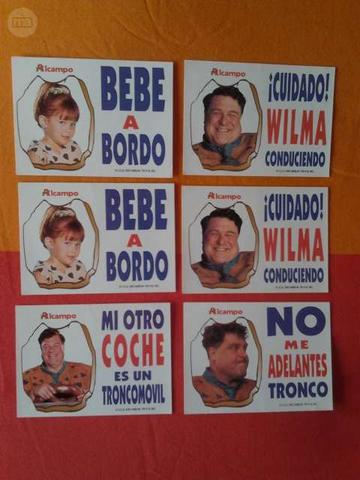 Alcampo
BEBE
A
BORDO
Alcampo
¡CUIDADO!
WILMA
CONDUCIENDO
Alcampo
BEBE
A
BORDO
Alcampo
¡CUIDADO!
WILMA
CONDUCIENDO
Alcampo
MI OTRO
COCHE
ES UN
TRONCOMOVIL
Alcampo
NO
ME
ADELANTES
TRONCO